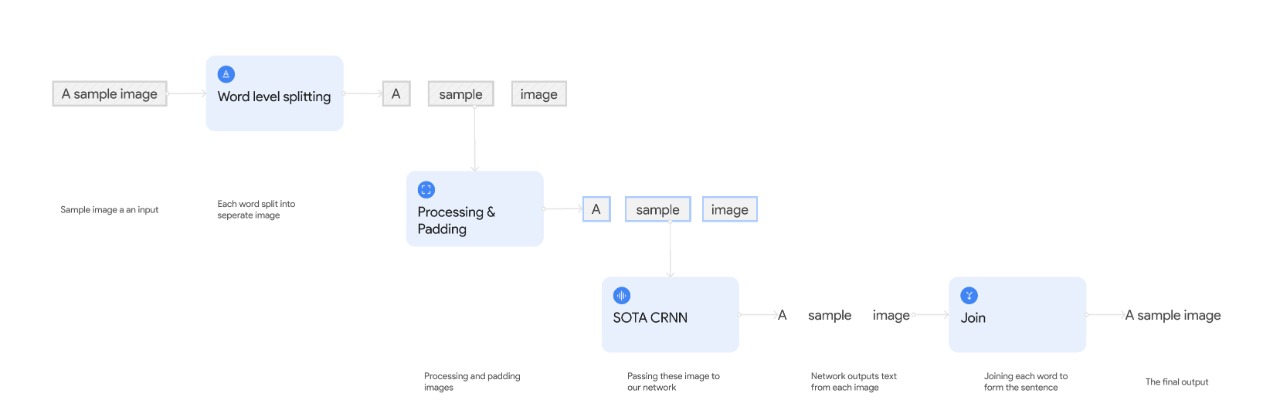 A sample image
Word level splitting
A
sample
image
Sample image a an input
Each word split into
seperate image
Processing &
Padding
A
sample
image
SOTA CRNN
A
sample
image
Join
A sample image
Processing and padding
images
Passing these image to
our network
Network outputs text
from each image
Joining each word to
form the sentence
The final output